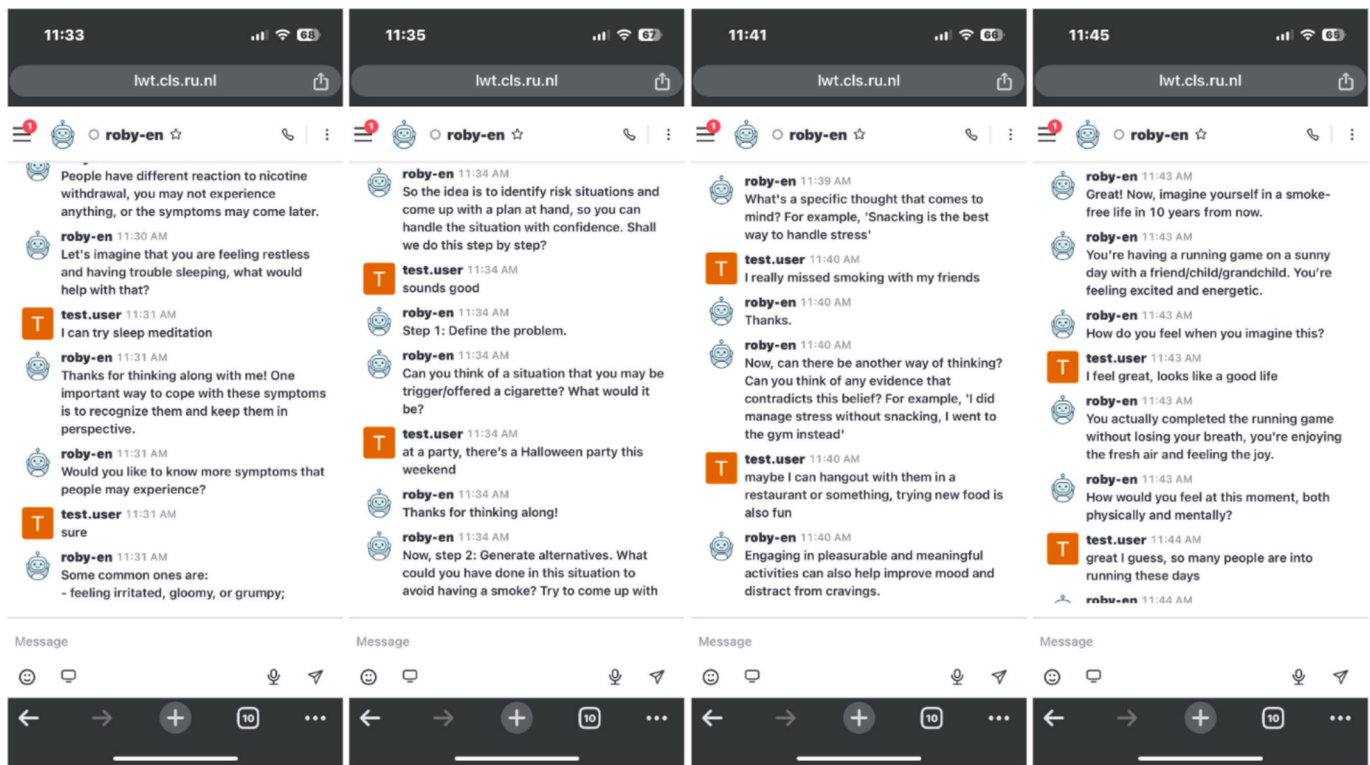 11:33
68
lwt.cls.ru.nl
1
roby-en
People have different reaction to nicotine
withdrawal, you may not experience
anything, or the symptoms may come later.
roby-en 11:30 AM
Let's imagine that you are feeling restless
and having trouble sleeping, what would
help with that?
T
test.user 11:31 AM
I can try sleep meditation
roby-en 11:31 AM
Thanks for thinking along with me! One
important way to cope with these symptoms
is to recognize them and keep them in
perspective.
roby-en 11:31 AM
Would you like to know more symptoms that
people may experience?
T
test.user 11:31 AM
sure
roby-en 11:31 AM
Some common ones are:
- feeling irritated, gloomy, or grumpy;
Message
10
11:35
67
lwt.cls.ru.nl
1
roby-en
roby-en 11:34 AM
So the idea is to identify risk situations and
come up with a plan at hand, so you can
handle the situation with confidence. Shall
we do this step by step?
T
test.user 11:34 AM
sounds good
roby-en 11:34 AM
Step 1: Define the problem.
roby-en 11:34 AM
Can you think of a situation that you may be
trigger/offered a cigarette? What would it
be?
T
test.user 11:34 AM
at a party, there's a Halloween party this
weekend
roby-en 11:34 AM
Thanks for thinking along!
roby-en 11:34 AM
Now, step 2: Generate alternatives. What
could you have done in this situation to
avoid having a smoke? Try to come up with
Message
10
11:41
66
lwt.cls.ru.nl
1
roby-en
roby-en 11:39 AM
What's a specific thought that comes to
mind? For example, 'Snacking is the best
way to handle stress'
T
test.user 11:40 AM
I really missed smoking with my friends
roby-en 11:40 AM
Thanks.
roby-en 11:40 AM
Now, can there be another way of thinking?
Can you think of any evidence that
contradicts this belief? For example, 'I did
manage stress without snacking, I went to
the gym instead'
T
test.user 11:40 AM
maybe I can hangout with them in a
restaurant or something, trying new food is
also fun
roby-en 11:40 AM
Engaging in pleasurable and meaningful
activities can also help improve mood and
distract from cravings.
Message
10
11:45
65
lwt.cls.ru.nl
1
roby-en
roby-en 11:43 AM
Great! Now, imagine yourself in a smoke-
free life in 10 years from now.
roby-en 11:43 AM
You're having a running game on a sunny
day with a friend/child/grandchild. You're
feeling excited and energetic.
roby-en 11:43 AM
How do you feel when you imagine this?
T
test.user 11:43 AM
I feel great, looks like a good life
roby-en 11:43 AM
You actually completed the running game
without losing your breath, you're enjoying
the fresh air and feeling the joy.
roby-en 11:43 AM
How would you feel at this moment, both
physically and mentally?
T
test.user 11:44 AM
great I guess, so many people are into
running these days
roby-en 11:44 AM
Message
10